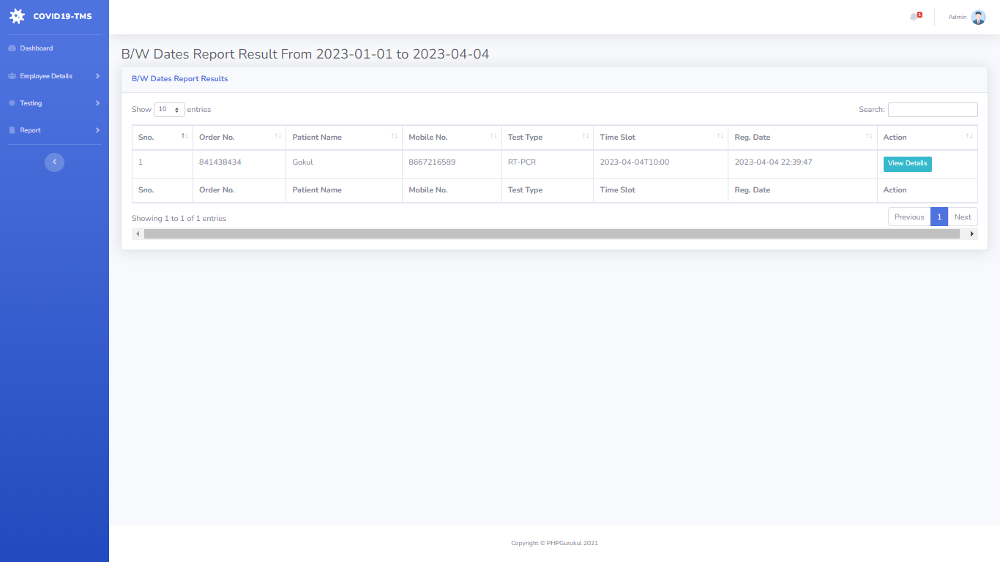 COVID19-TMS
1
Admin
Dashboard
Employee Details
Testing
Report
B/W Dates Report Result From 2023-01-01 to 2023-04-04
B/W Dates Report Results
Show 10 entries
Search:
Sno. Order No. Patient Name Mobile No. Test Type Time Slot Reg. Date Action
1 841438434 Gokul 8667216589 RT-PCR 2023-04-04T10:00 2023-04-04 22:39:47 View Details
Sno. Order No. Patient Name Mobile No. Test Type Time Slot Reg. Date Action
Showing 1 to 1 of 1 entries
Previous 1 Next
Copyright © PHPGurukul 2021